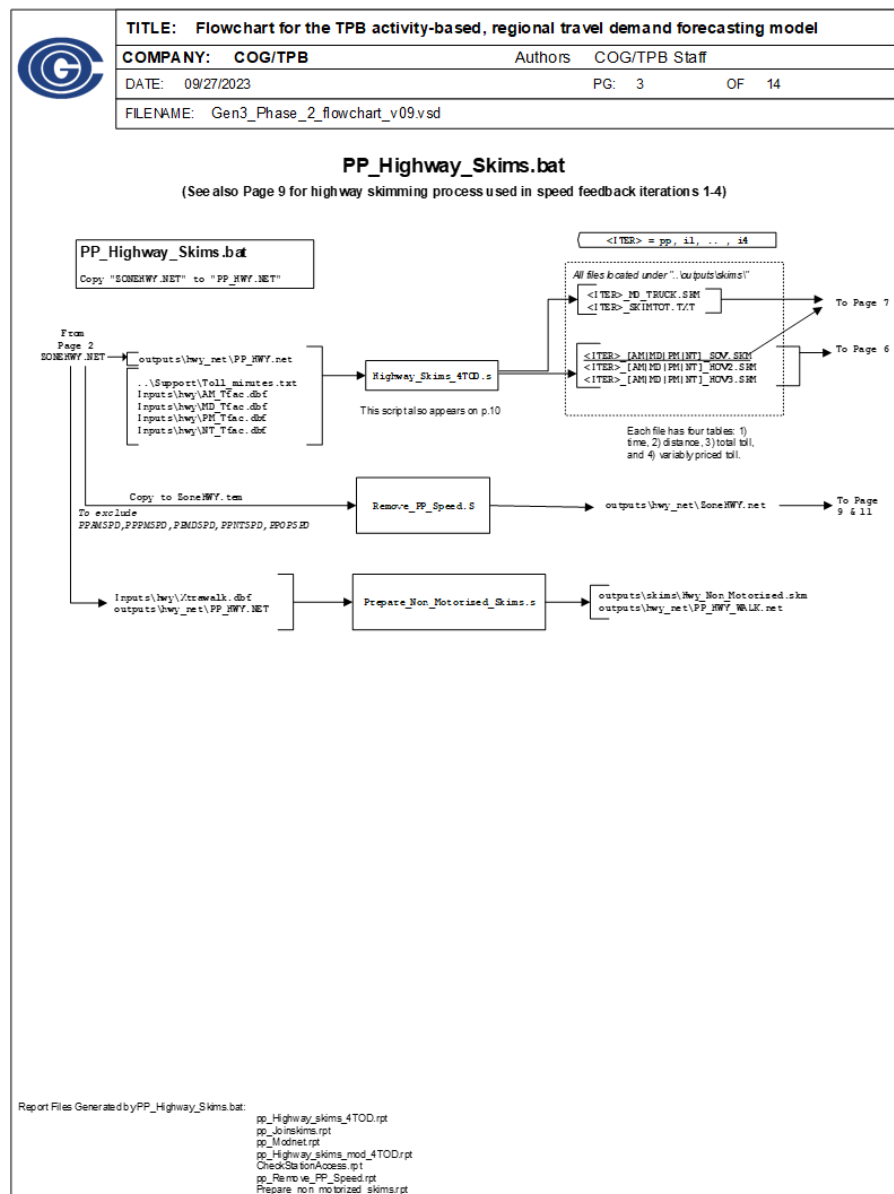 TITLE: Flowchart for the TPB activity-based, regional travel demand forecasting model
COMPANY: COG/TPB Authors COG/TPB Staff
DATE: 09/27/2023 PG: 3 OF 14
FILENAME: Gen3_Phase_2_flowchart_v09.vsd
PP_Highway_Skims.bat
(See also Page 9 for highway skimming process used in speed feedback iterations 1-4)
PP_Highway_Skims.bat
Copy "ZONEHWY.NET" to "PP_HWY.NET"
<ITER> = pp, i1, .. , i4
All files located under "..\outputs\skims\"
<ITER>_MD_TRUCK.SKM
<ITER>_SKIMTOT.TXT
To Page 7
From
Page 2
ZONEHWY.NET
outputs\hwy_net\PP_HWY.net
..\Support\Toll_minutes.txt
Inputs\hwy\AM_Tfac.dbf
Inputs\hwy\MD_Tfac.dbf
Inputs\hwy\PM_Tfac.dbf
Inputs\hwy\NT_Tfac.dbf
Highway_Skims_4TOD.s
This script also appears on p.10
<ITER>_[AM|MD|PM|NT]_SOV.SKM
<ITER>_[AM|MD|PM|NT]_HOV2.SKM
<ITER>_[AM|MD|PM|NT]_HOV3.SKM
To Page 6
Each file has four tables: 1)
time, 2) distance, 3) total toll,
and 4) variably priced toll.
Copy to ZoneHWY.tem
To exclude
PPAMSPD,PPPMSPD,PPMDSPD,PPNTSPD,PPOPSPD
Remove_PP_Speed.S
outputs\hwy_net\ZoneHWY.net
To Page
9 & 11
Inputs\hwy\Xtrawalk.dbf
outputs\hwy_net\PP_HWY.NET
Prepare_Non_Motorized_Skims.s
outputs\skims\Hwy_Non_Motorized.skm
outputs\hwy_net\PP_HWY_WALK.net
Report Files Generated by PP_Highway_Skims.bat:
pp_Highway_skims_4TOD.rpt
pp_Joinskims.rpt
pp_Modnet.rpt
pp_Highway_skims_mod_4TOD.rpt
CheckStationAccess.rpt
pp_Remove_PP_Speed.rpt
Prepare_non_motorized_skims.rpt